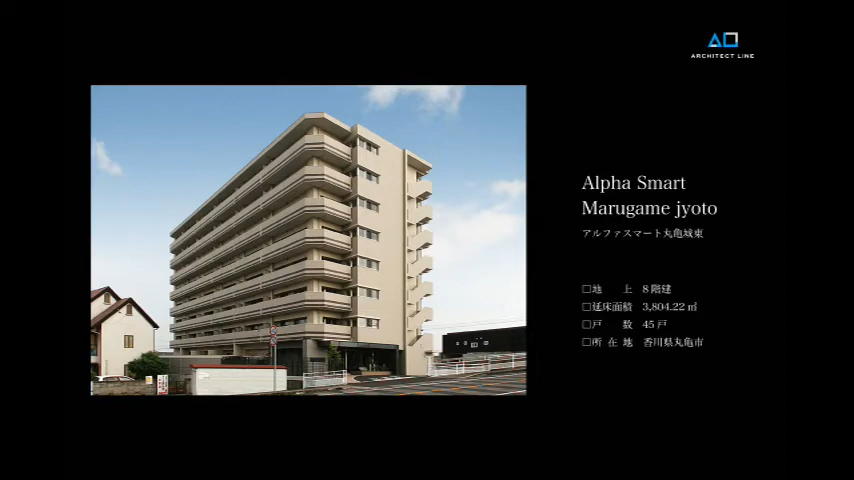 ARCHITECT LINE
Alpha Smart
Marugame jyoto
アルファスマート丸亀城東
□地　上　8階建
□延床面積　3,804.22㎡
□戸　数　45戸
□所在地　香川県丸亀市